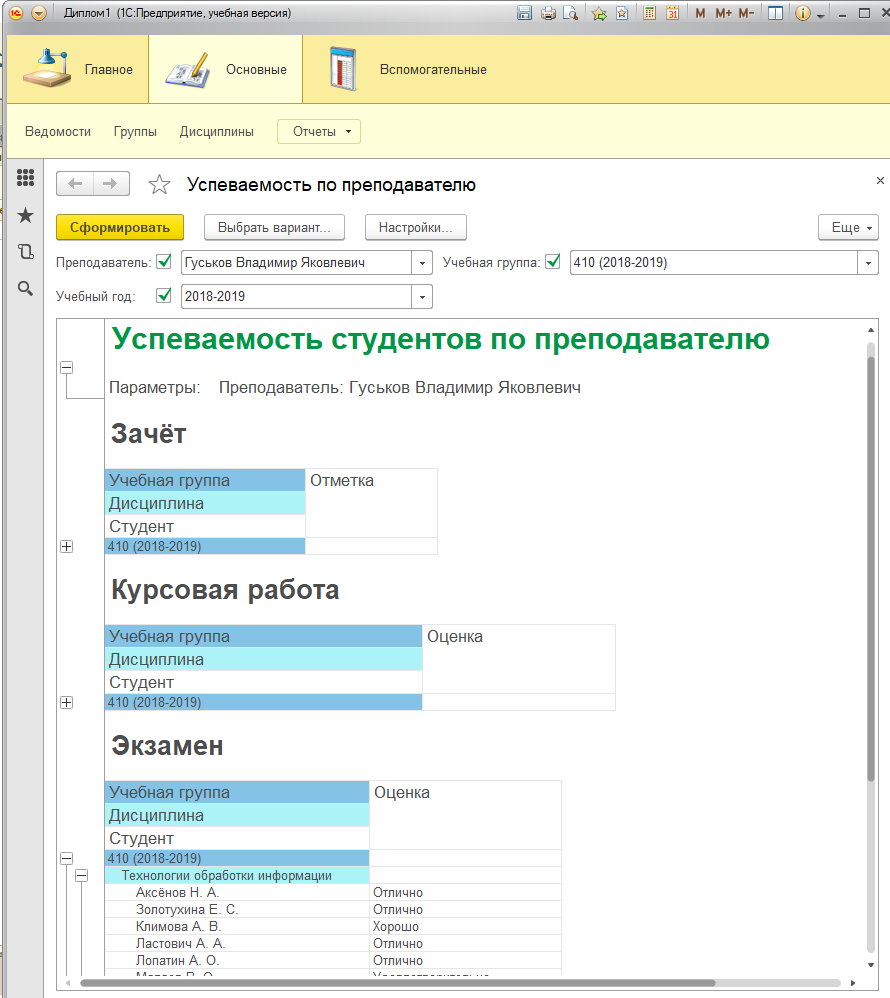 Диплом1 (1С:Предприятие, учебная версия)
M M+ M-
Главное
Основные
Вспомогательные
Ведомости Группы Дисциплины Отчеты
Успеваемость по преподавателю
Сформировать Выбрать вариант... Настройки... Еще
Преподаватель: Гуськов Владимир Яковлевич Учебная группа: 410 (2018-2019)
Учебный год: 2018-2019
Успеваемость студентов по преподавателю
Параметры: Преподаватель: Гуськов Владимир Яковлевич
Зачёт
Учебная группа Отметка
Дисциплина
Студент
410 (2018-2019)
Курсовая работа
Учебная группа Оценка
Дисциплина
Студент
410 (2018-2019)
Экзамен
Учебная группа Оценка
Дисциплина
Студент
410 (2018-2019)
Технологии обработки информации
Аксёнов Н. А. Отлично
Золотухина Е. С. Отлично
Климова А. В. Хорошо
Ластович А. А. Отлично
Лопатин А. О. Отлично